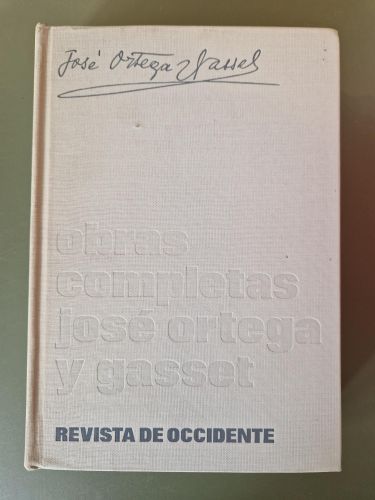 José Ortega y Gasset
obras
completas
josé ortega
y gasset
REVISTA DE OCCIDENTE